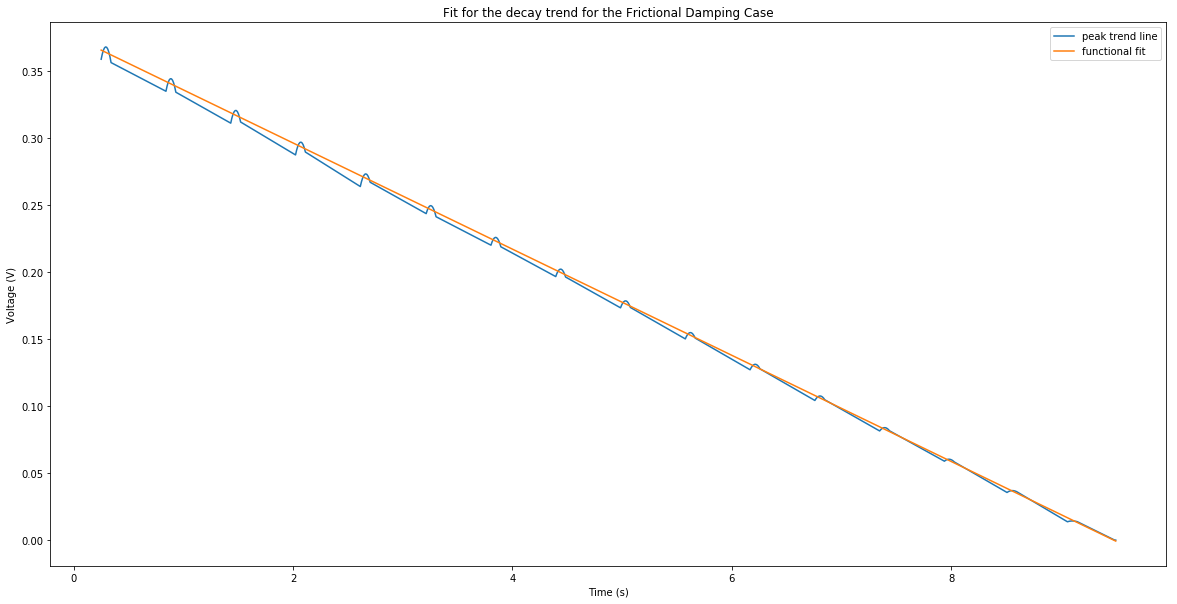 Fit for the decay trend for the Frictional Damping Case
peak trend line
functional fit
Voltage (V)
0.35
0.30
0.25
0.20
0.15
0.10
0.05
0.00
0 2 4 6 8
Time (s)